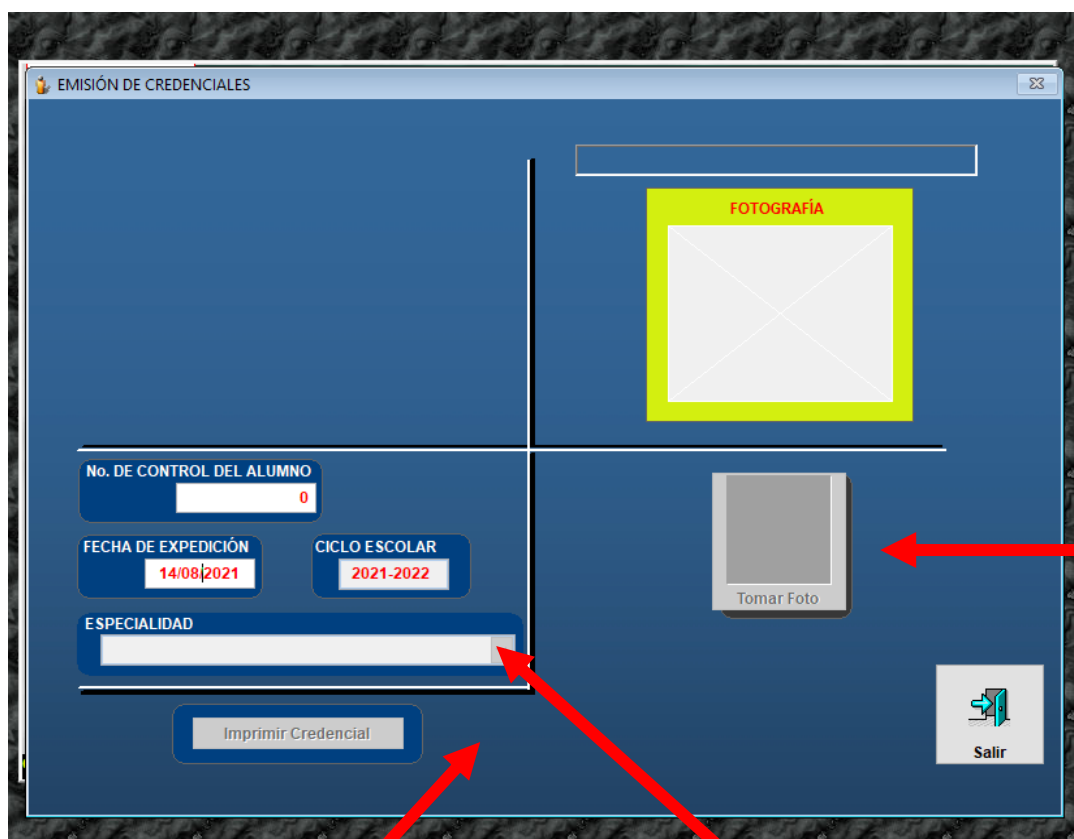 EMISIÓN DE CREDENCIALES
FOTOGRAFÍA
No. DE CONTROL DEL ALUMNO
0
FECHA DE EXPEDICIÓN
14/08/2021
CICLO ESCOLAR
2021-2022
ESPECIALIDAD
Imprimir Credencial
Tomar Foto
Salir